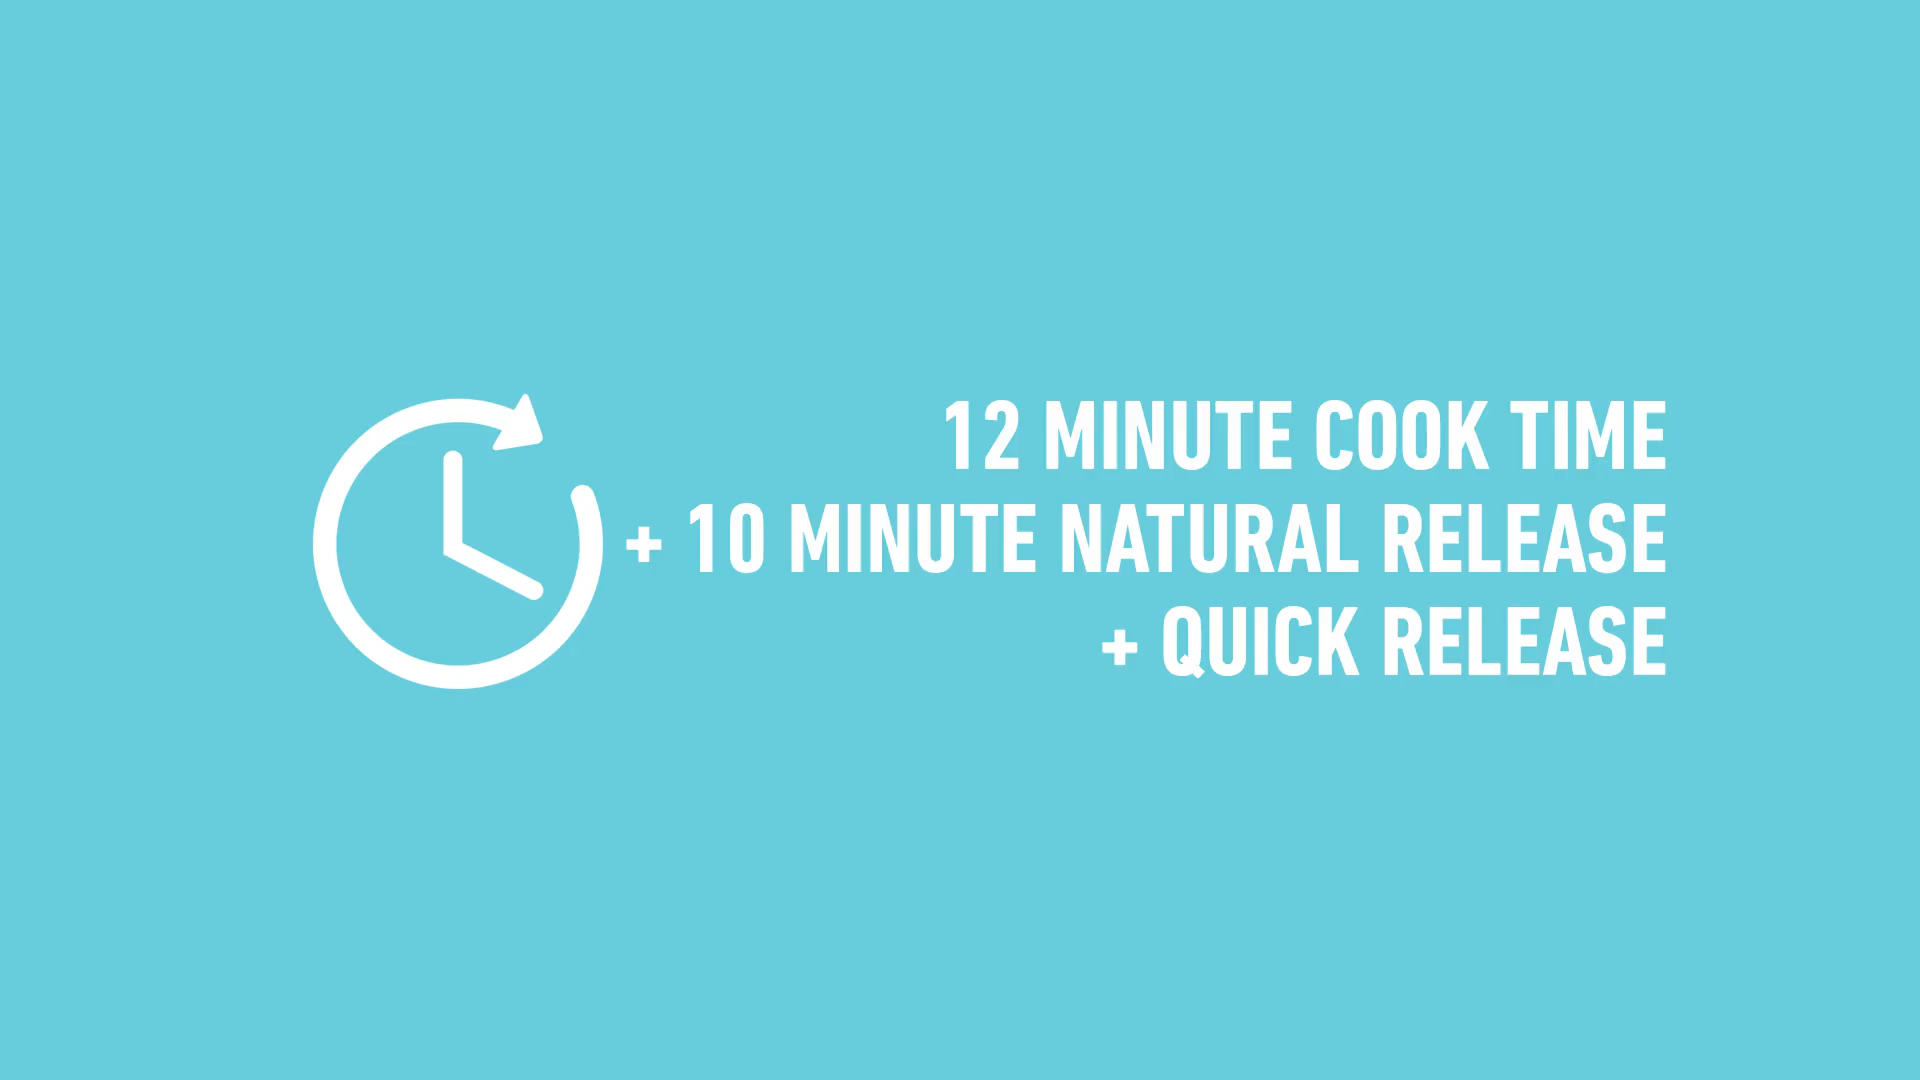 12 MINUTE COOK TIME
+ 10 MINUTE NATURAL RELEASE
+ QUICK RELEASE